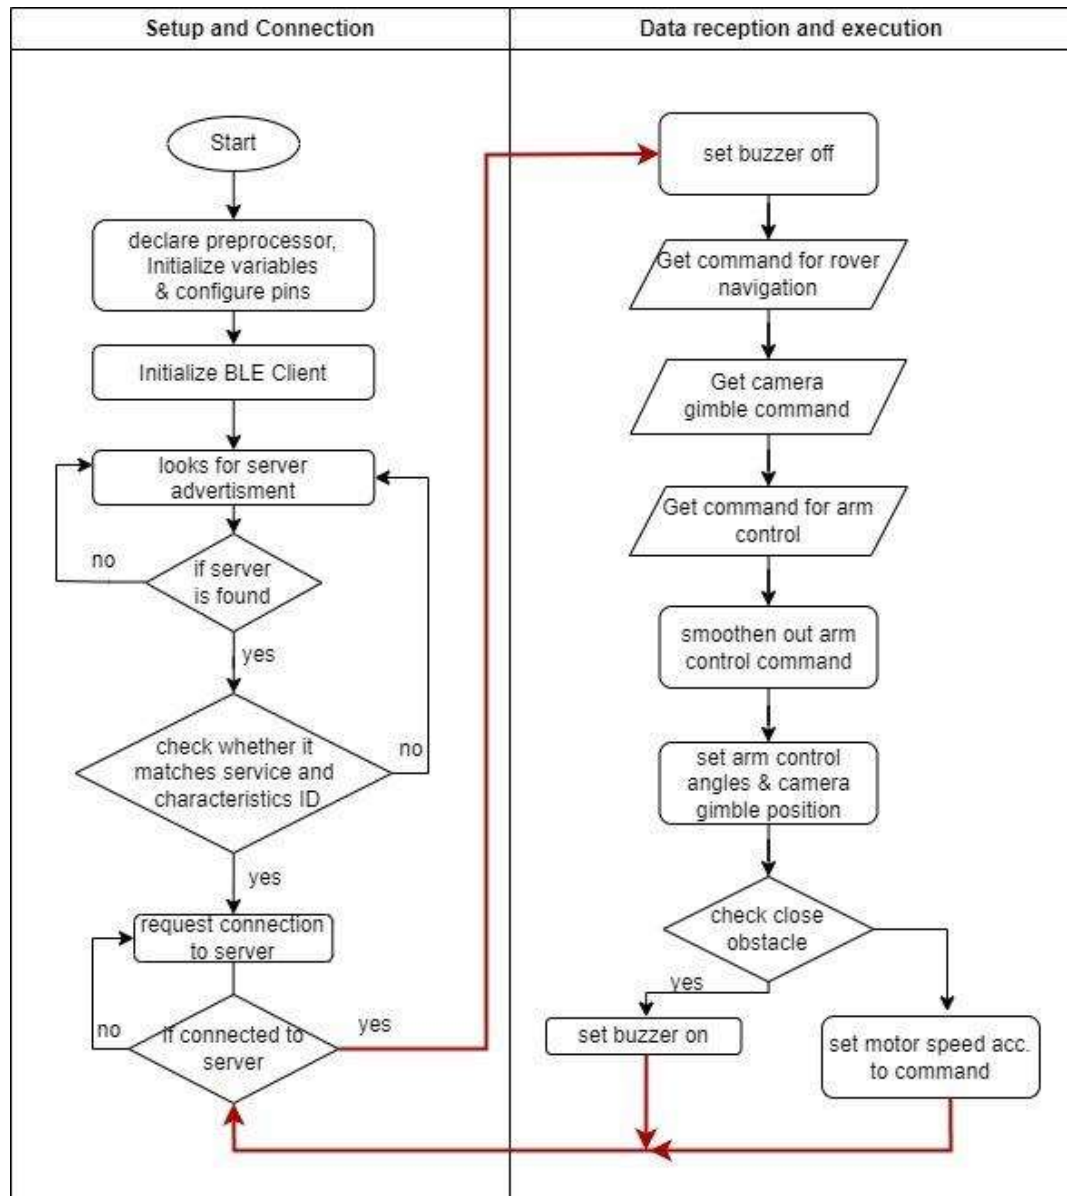 Setup and Connection
Start
declare preprocessor,
Initialize variables
& configure pins
Initialize BLE Client
looks for server
advertisment
no
if server
is found
yes
check whether it
matches service and
characteristics ID
no
yes
request connection
to server
no
if connected to
server
yes
Data reception and execution
set buzzer off
Get command for rover
navigation
Get camera
gimble command
Get command for arm
control
smoothen out arm
control command
set arm control
angles & camera
gimble position
check close
obstacle
yes
set buzzer on
set motor speed acc.
to command